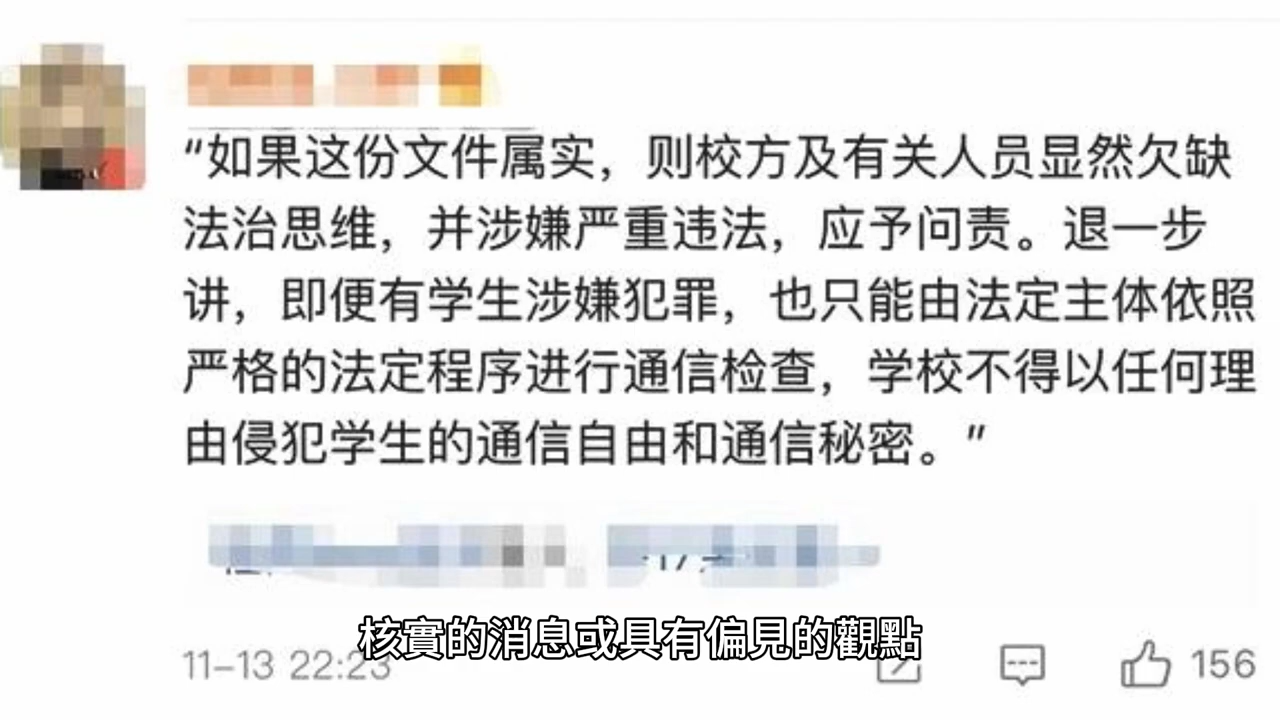 “如果这份文件属实，则校方及有关人员显然欠缺
法治思维，并涉嫌严重违法，应予问责。退一步
讲，即便有学生涉嫌犯罪，也只能由法定主体依照
严格的法定程序进行通信检查，学校不得以任何理
由侵犯学生的通信自由和通信秘密。”
核實的消息或具有偏見的觀點
11-13 22:23
156